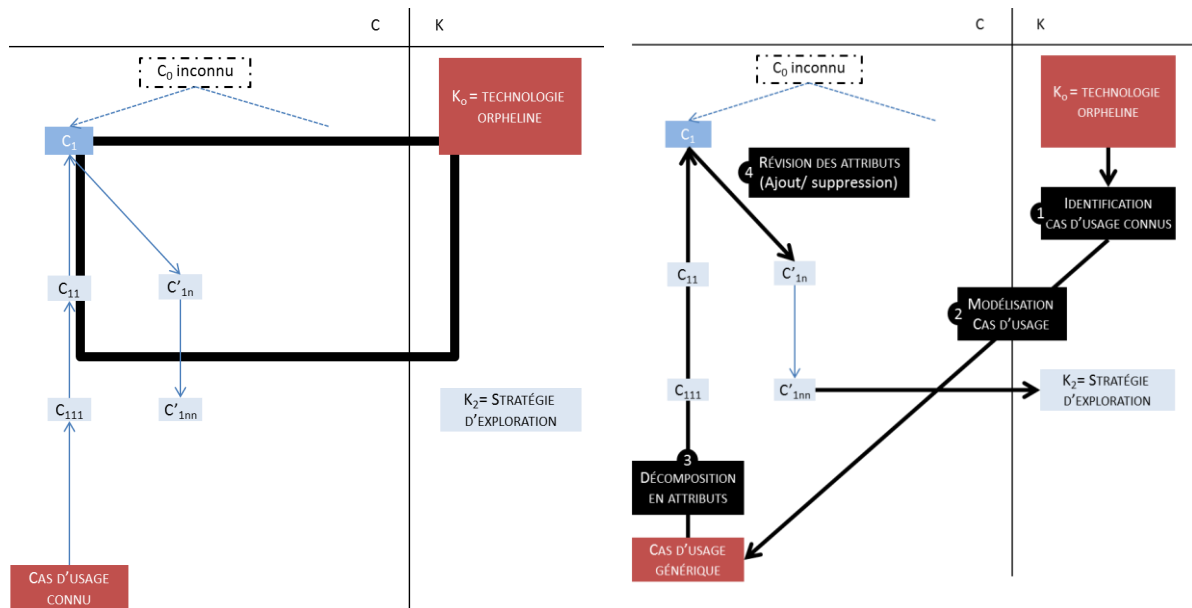 C K
C0 inconnu
K0 = TECHNOLOGIE
ORPHELINE
C1
C11 C'1n
C111 C'1nn
K2= STRATÉGIE
D'EXPLORATION
CAS D'USAGE
CONNU
C K
C0 inconnu
K0 = TECHNOLOGIE
ORPHELINE
C1
4 RÉVISION DES ATTRIBUTS
(Ajout/ suppression)
1 IDENTIFICATION
CAS D'USAGE CONNUS
C11 C'1n
2 MODÉLISATION
CAS D'USAGE
C111 C'1nn
K2= STRATÉGIE
D'EXPLORATION
3
DÉCOMPOSITION
EN ATTRIBUTS
CAS D'USAGE
GÉNÉRIQUE